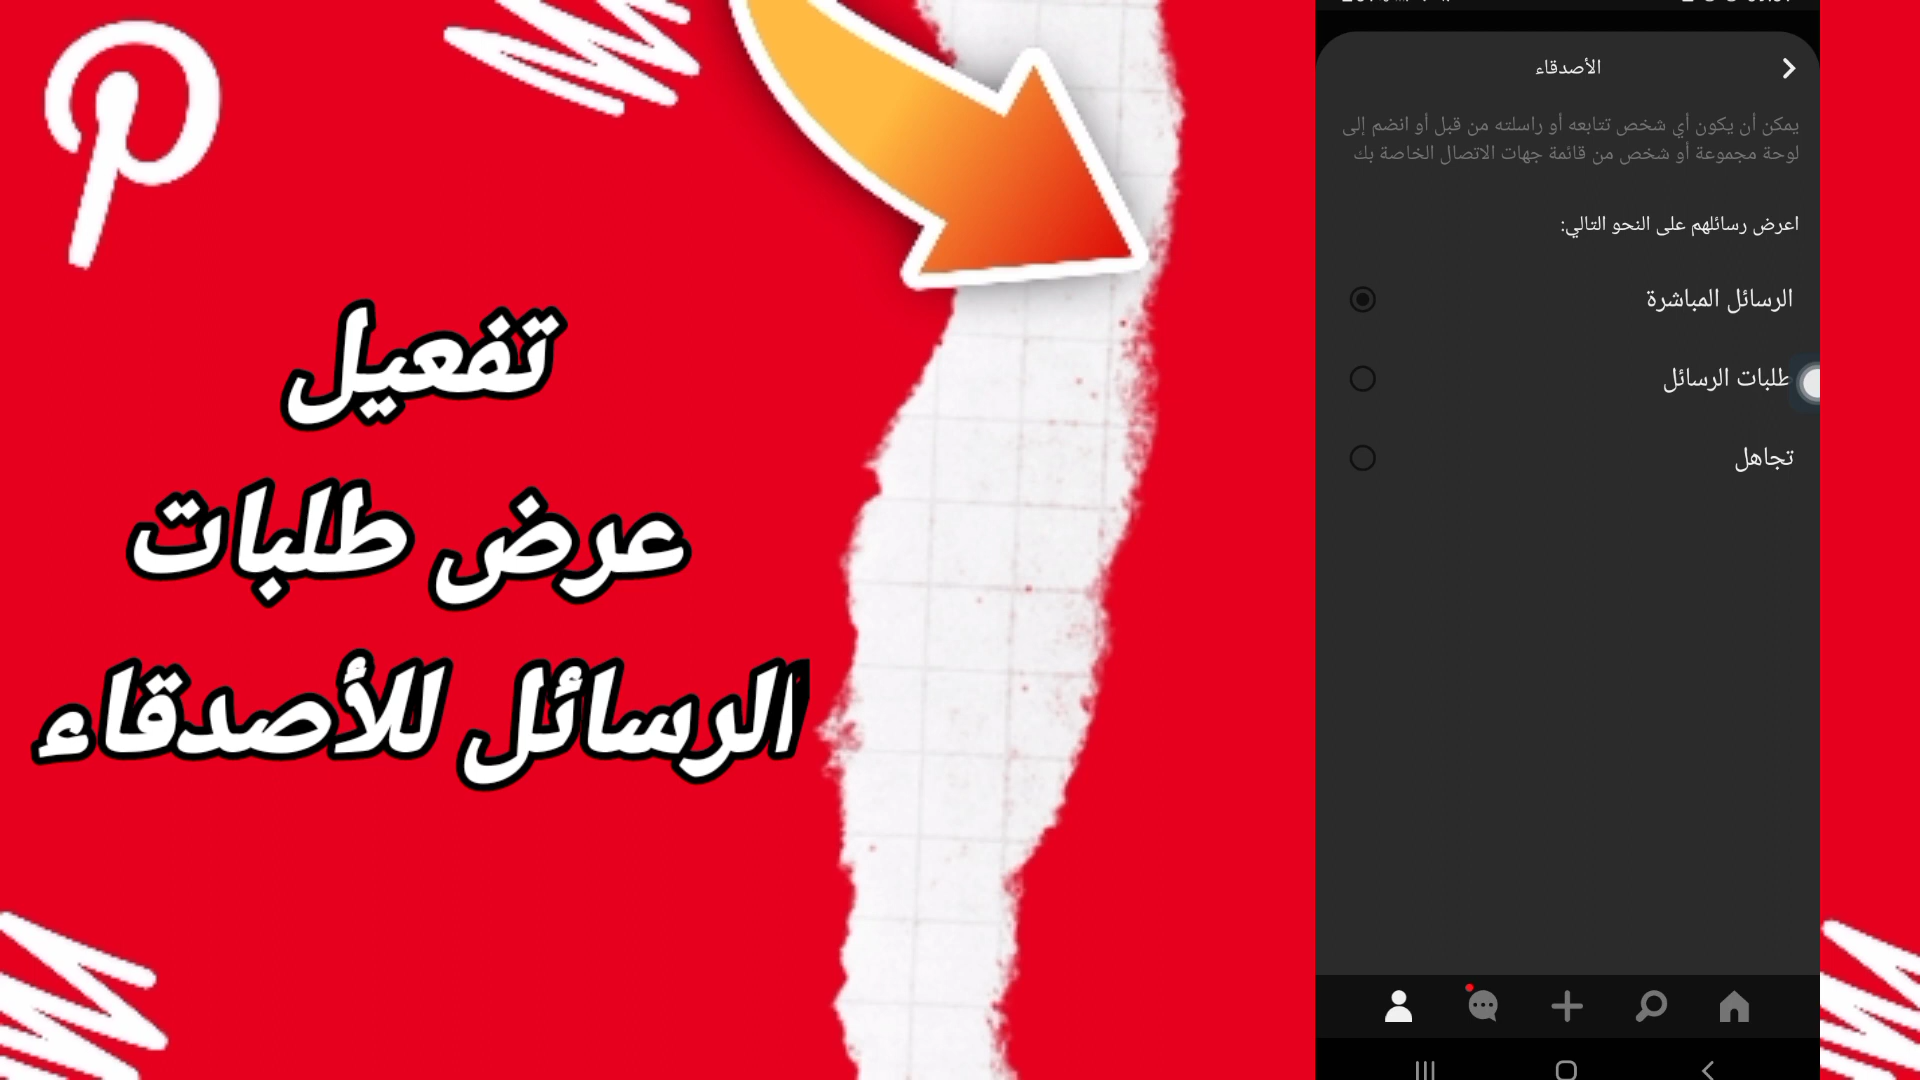 تفعيل
عرض طلبات
الرسائل للأصدقاء
الأصدقاء
يمكن أن يكون أي شخص تتابعه أو راسلته من قبل أو انضم إلى
لوحة مجموعة أو شخص من قائمة جهات الاتصال الخاصة بك
اعرض رسائلهم على النحو التالي:
الرسائل المباشرة
طلبات الرسائل
تجاهل